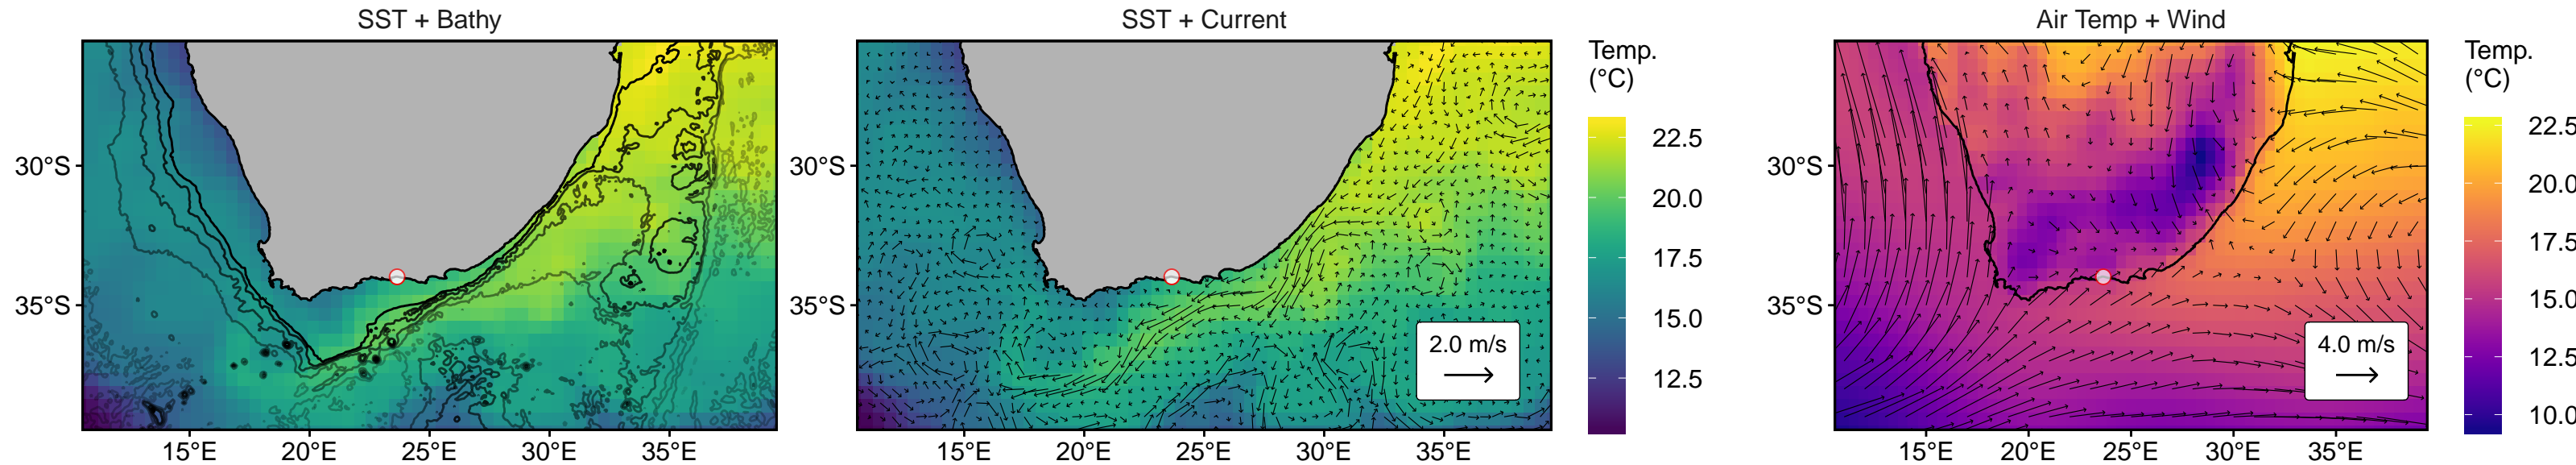 SST + Bathy
SST + Current
Air Temp + Wind
30°S
35°S
15°E
20°E
25°E
30°E
35°E
30°S
35°S
2.0 m/s
15°E
20°E
25°E
30°E
35°E
Temp.
(°C)
22.5
20.0
17.5
15.0
12.5
30°S
35°S
4.0 m/s
15°E
20°E
25°E
30°E
35°E
Temp.
(°C)
22.5
20.0
17.5
15.0
12.5
10.0